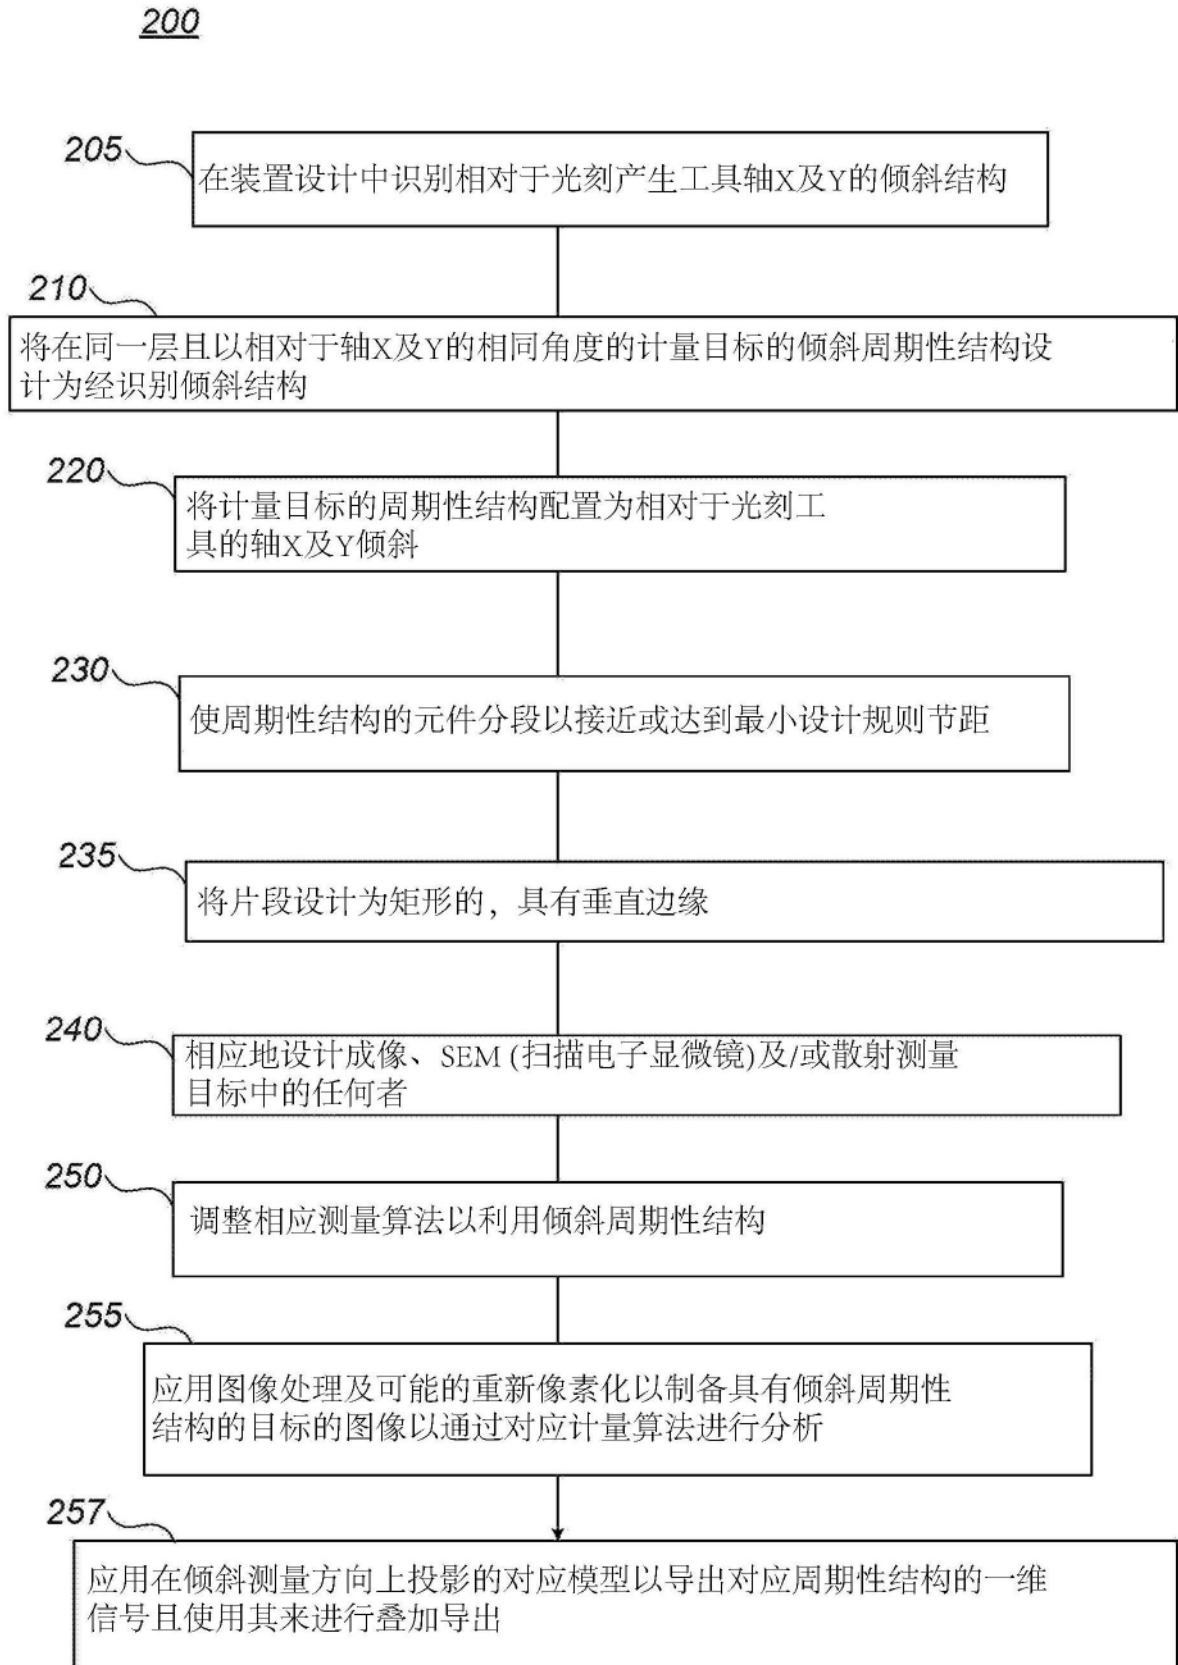 200
205
在装置设计中识别相对于光刻产生工具轴X及Y的倾斜结构
210
将在同一层且以相对于轴X及Y的相同角度的计量目标的倾斜周期性结构设
计为经识别倾斜结构
220
将计量目标的周期性结构配置为相对于光刻工
具的轴X及Y倾斜
230
使周期性结构的元件分段以接近或达到最小设计规则节距
235
将片段设计为矩形的，具有垂直边缘
240
相应地设计成像、SEM (扫描电子显微镜)及/或散射测量
目标中的任何者
250
调整相应测量算法以利用倾斜周期性结构
255
应用图像处理及可能的重新像素化以制备具有倾斜周期性
结构的目标的图像以通过对应计量算法进行分析
257
应用在倾斜测量方向上投影的对应模型以导出对应周期性结构的一维
信号且使用其来进行叠加导出